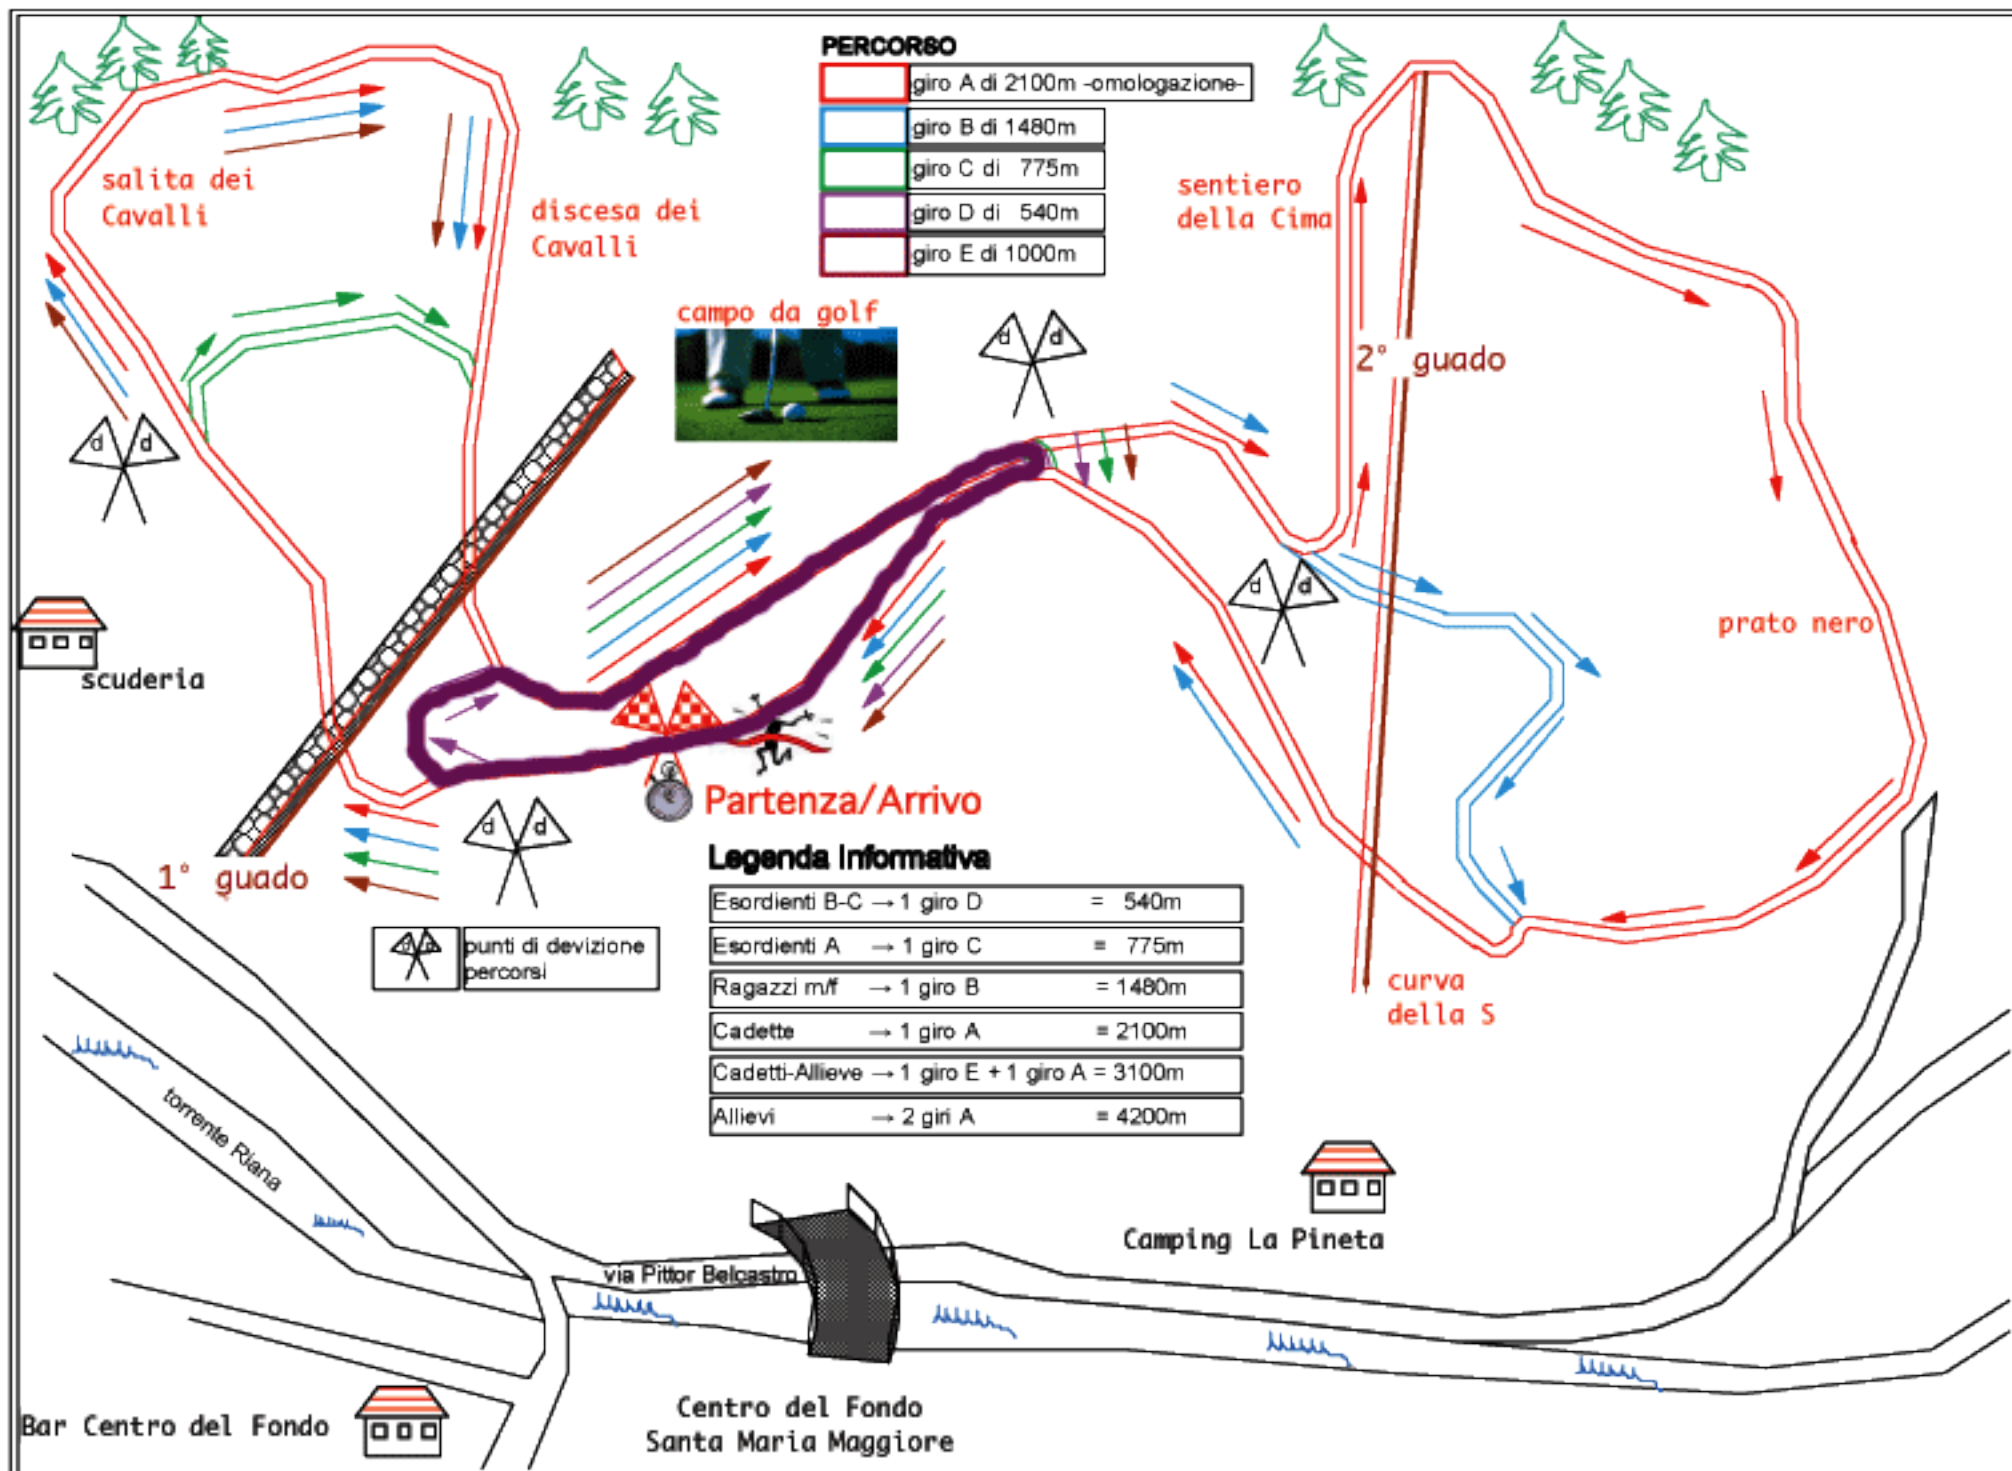 PERCORSO
giro A di 2100m -omologazione-
giro B di 1480m
giro C di 775m
giro D di 540m
giro E di 1000m
salita dei
Cavalli
discesa dei
Cavalli
sentiero
della Cima
campo da golf
d d
2° guado
d d
d d
prato nero
scuderia
Partenza/Arrivo
d d
1° guado
Legenda Informativa
Esordienti B-C → 1 giro D = 540m
Esordienti A → 1 giro C = 775m
Ragazzi m/f → 1 giro B = 1480m
Cadette → 1 giro A = 2100m
Cadetti-Allieve → 1 giro E + 1 giro A = 3100m
Allievi → 2 giri A = 4200m
d d
punti di devizione
percorsi
curva
della S
torrente Riana
Camping La Pineta
via Pittor Belcastro
Centro del Fondo
Santa Maria Maggiore
Bar Centro del Fondo